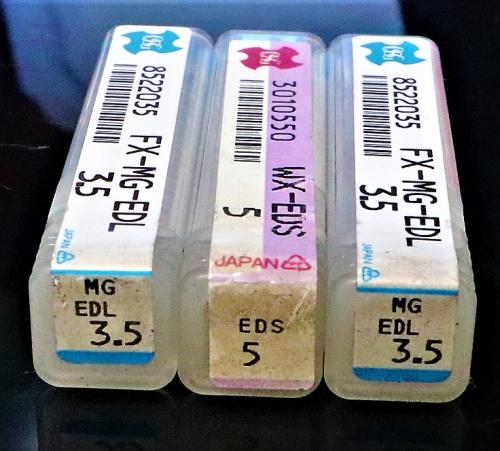 OSG
8522035
FX-MG-EDL
3.5
JAPAN
MG
EDL
3.5
OSG
3010550
WX-EDS
5
JAPAN
EDS
5
OSG
8522035
FX-MG-EDL
3.5
JAPAN
MG
EDL
3.5